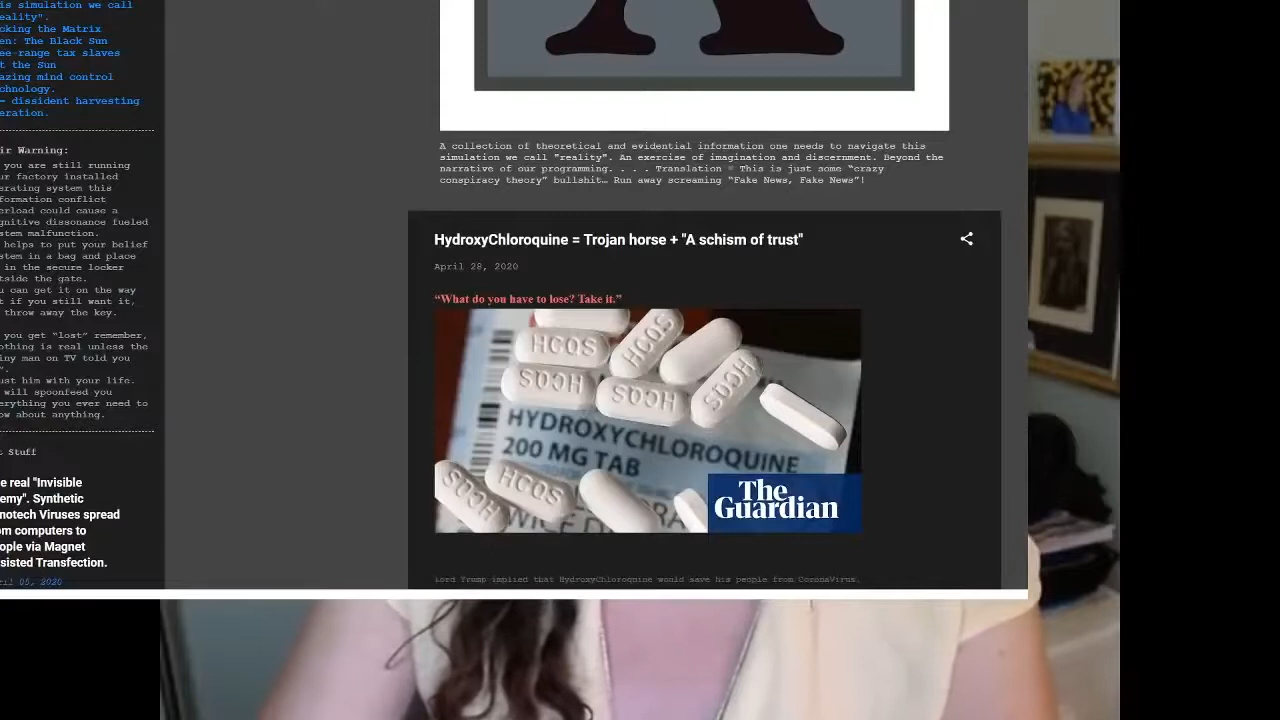 is simulation we call
eality".
cking the Matrix
en: The Black Sun
ee-range tax slaves
t the Sun
azing mind control
chnology.
— dissident harvesting
eration.
ir Warning:
you are still running
ur factory installed
erating system this
formation conflict
erload could cause a
gnitive dissonance fueled
stem malfunction.
helps to put your belief
stem in a bag and place
in the secure locker
tside the gate.
u can get it on the way
t if you still want it,
throw away the key.
you get "lost" remember,
othing is real unless the
iny man on TV told you
".
ust him with your life.
will spoonfeed you
erything you ever need to
ow about anything.
t Stuff
e real "Invisible
emy". Synthetic
notech Viruses spread
om computers to
ople via Magnet
sisted Transfection.
ril 05, 2020
A collection of theoretical and evidential information one needs to navigate this
simulation we call "reality". An exercise of imagination and discernment. Beyond the
narrative of our programming. . . . Translation = This is just some "crazy
conspiracy theory" bullshit… Run away screaming "Fake News, Fake News"!
HydroxyChloroquine = Trojan horse + "A schism of trust"
April 28, 2020
"What do you have to lose? Take it."
HCQS
HCQS
HCQS
HCQS
HCQS
HYDROXYCHLOROQUINE
200 MG TAB
HCQS
HCQS
The
Guardian
Lord Trump implied that HydroxyChloroquine would save his people from CoronaVirus.